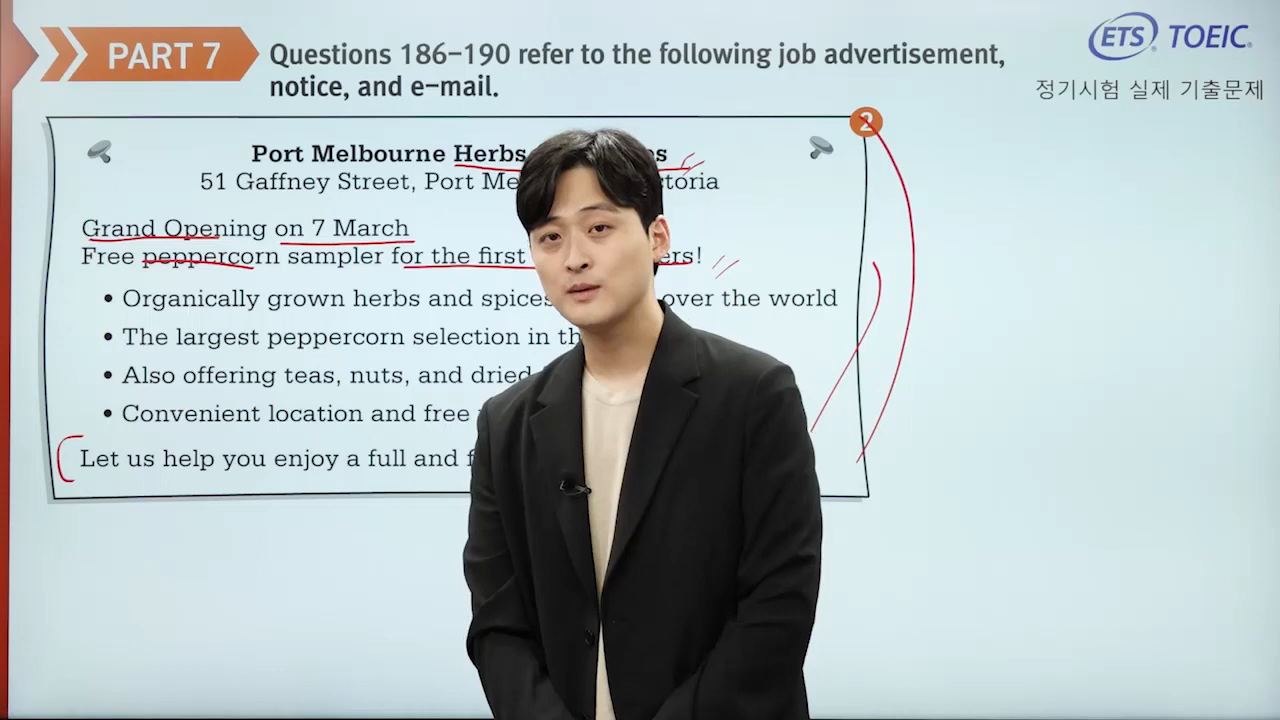 PART 7
Questions 186-190 refer to the following job advertisement,
notice, and e-mail.
ETS TOEIC
정기시험 실제 기출문제
2
Port Melbourne Herbs
51 Gaffney Street, Port
Grand Opening on 7 March
Free peppercorn sampler for the first
Organically grown herbs and spices over the world
The largest peppercorn selection in
Also offering teas, nuts, and dried
Convenient location and free
Let us help you enjoy a full and